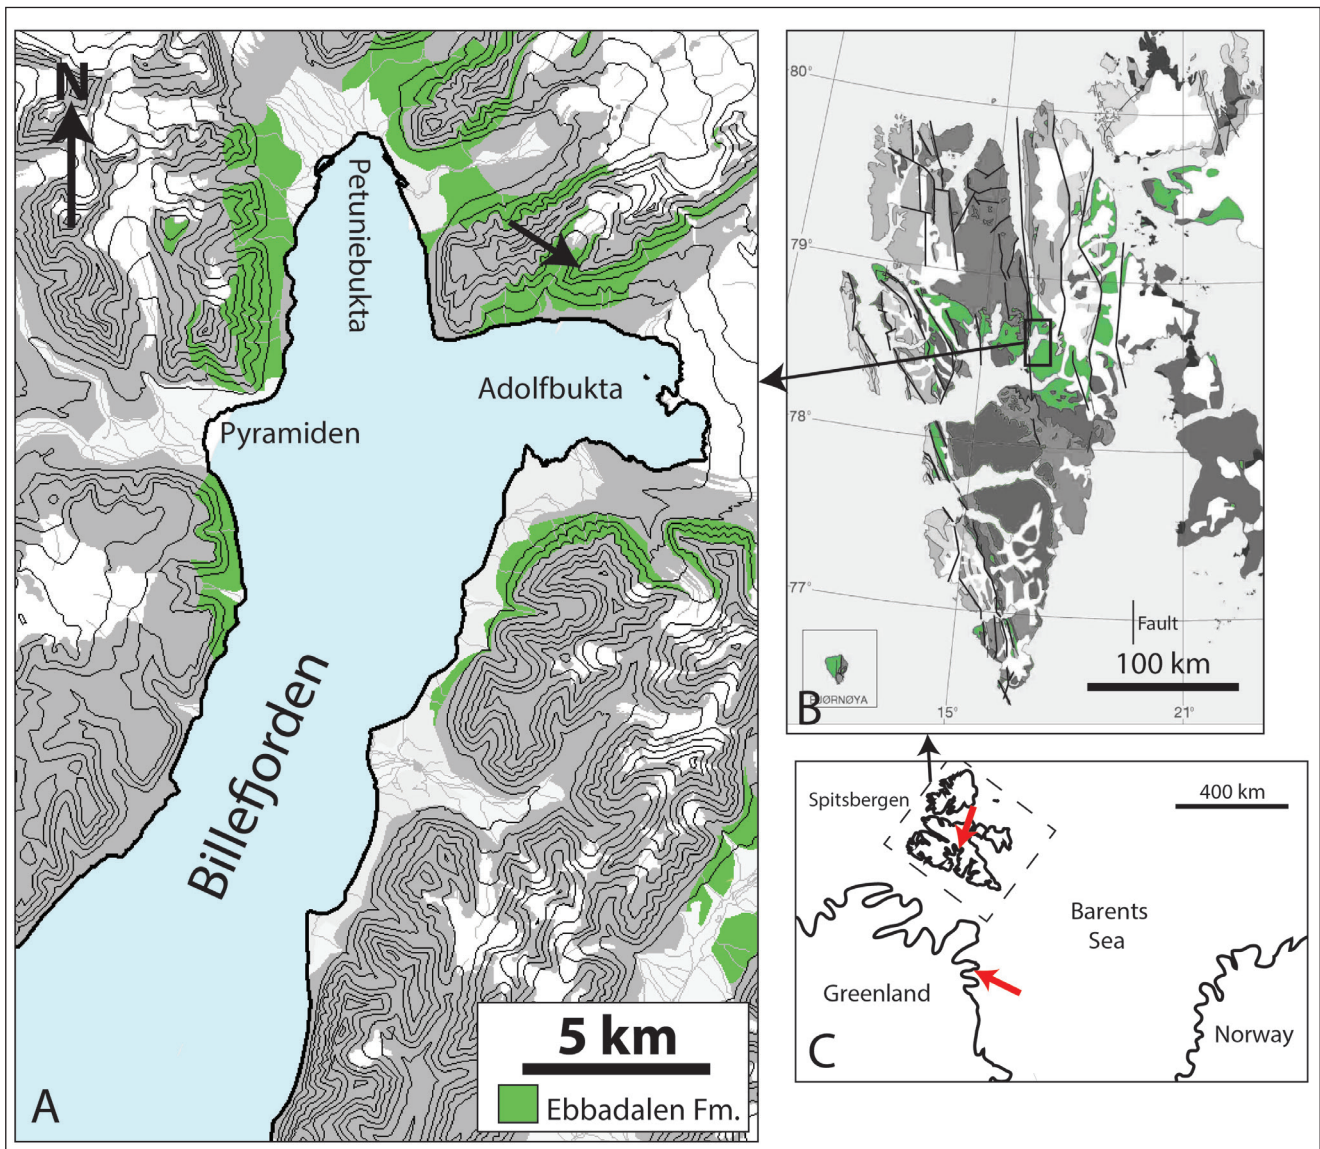 N
Petuniebukta
Adolfbukta
Pyramiden
Billefjorden
5 km
Ebbadalen Fm.
A
80°
79°
78°
77°
Fault
100 km
B
15°
21°
Spitsbergen
400 km
Barents
Sea
Greenland
Norway
C